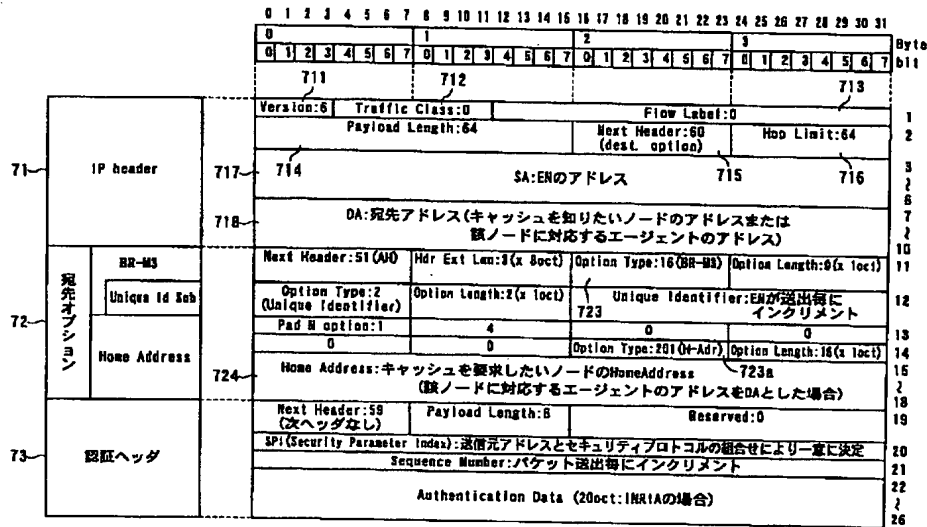 0 1 2 3 4 5 6 7 8 9 10 11 12 13 14 15 16 17 18 19 20 21 22 23 24 25 26 27 28 29 30 31
0 1 2 3 Byte
0 1 2 3 4 5 6 7 0 1 2 3 4 5 6 7 0 1 2 3 4 5 6 7 0 1 2 3 4 5 6 7 bit
711 712 713
Version:6 Traffic Class:0 Flow Label:0 1
Payload Length:64 Next Header:60 Hop Limit:64 2
(dest. option)
714 715 716
71 IP header
717 SA:ENのアドレス 3
≀
6
718 DA:宛先アドレス(キャッシュを知りたいノードのアドレスまたは 7
該ノードに対応するエージェントのアドレス) ≀
10
72 宛先オプション
BR-M3
Next Header:51(AH) Hdr Ext Len:3(x 8oct) Option Type:16(BR-M3) Option Length:0(x 1oct) 11
Unique Id Sub
Option Type:2 Option Length:2(x 1oct) Unique Identifier:ENが送出毎に 12
(Unique Identifier) 723 インクリメント
Pad N option:1 4 0 0 13
Home Address
0 0 Option Type:201(H-Adr) Option Length:16(x 1oct) 14
723a
724 Home Address:キャッシュを要求したいノードのHomeAddress 15
(該ノードに対応するエージェントのアドレスをDAとした場合) ≀
18
73 認証ヘッダ
Next Header:59 Payload Length:6 Reserved:0 19
(次ヘッダなし)
SPI(Security Parameter Index):送信元アドレスとセキュリティプロトコルの組合せにより一意に決定 20
Sequence Number:パケット送出毎にインクリメント 21
Authentication Data (20oct:INRIAの場合) 22
≀
26